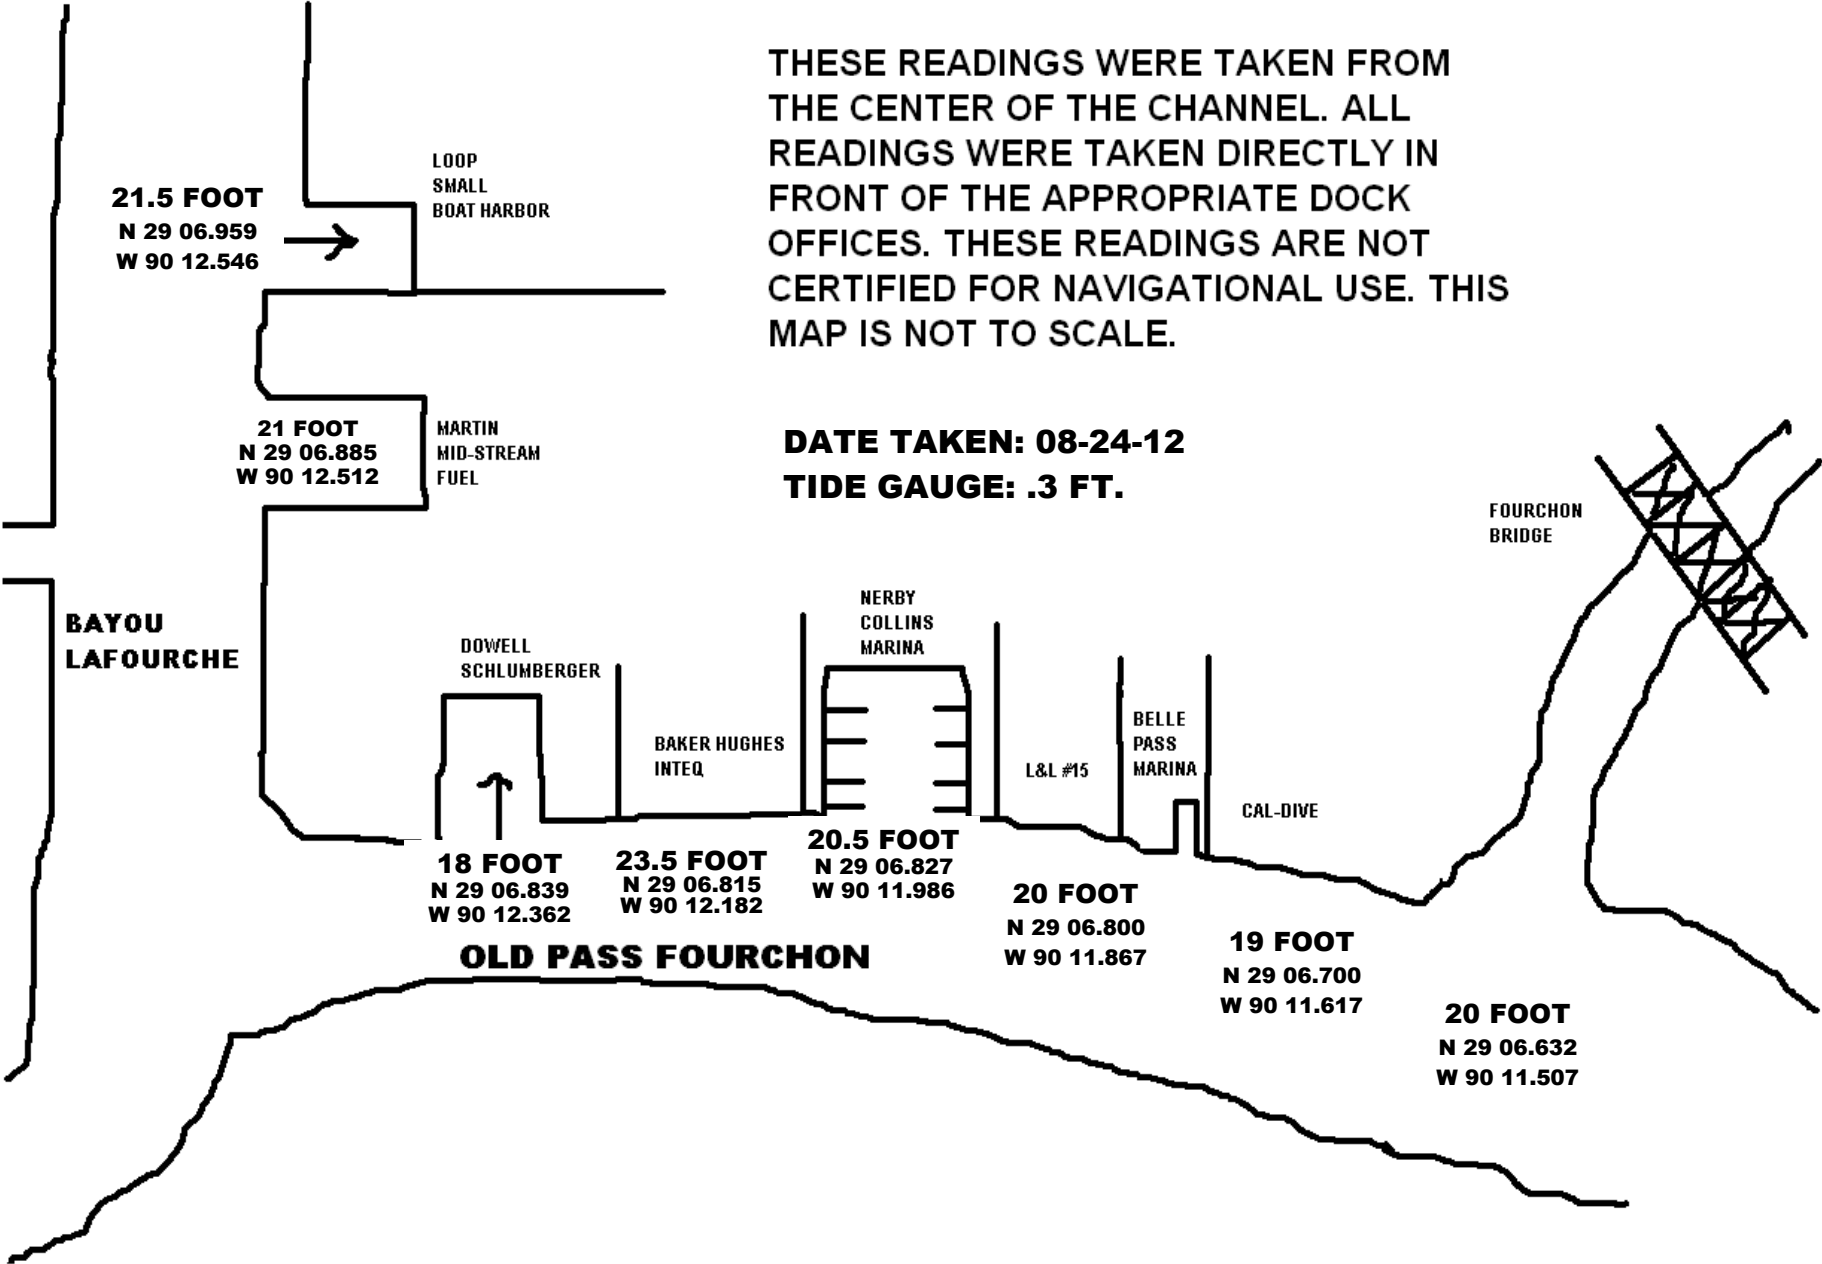 THESE READINGS WERE TAKEN FROM
THE CENTER OF THE CHANNEL. ALL
READINGS WERE TAKEN DIRECTLY IN
FRONT OF THE APPROPRIATE DOCK
OFFICES. THESE READINGS ARE NOT
CERTIFIED FOR NAVIGATIONAL USE. THIS
MAP IS NOT TO SCALE.
LOOP
SMALL
BOAT HARBOR
21.5 FOOT
N 29 06.959
W 90 12.546
21 FOOT
N 29 06.885
W 90 12.512
MARTIN
MID-STREAM
FUEL
DATE TAKEN: 08-24-12
TIDE GAUGE: .3 FT.
FOURCHON
BRIDGE
BAYOU
LAFOURCHE
DOWELL
SCHLUMBERGER
BAKER HUGHES
INTEQ
NERBY
COLLINS
MARINA
L&L #15
BELLE
PASS
MARINA
CAL-DIVE
18 FOOT
N 29 06.839
W 90 12.362
23.5 FOOT
N 29 06.815
W 90 12.182
20.5 FOOT
N 29 06.827
W 90 11.986
20 FOOT
N 29 06.800
W 90 11.867
19 FOOT
N 29 06.700
W 90 11.617
20 FOOT
N 29 06.632
W 90 11.507
OLD PASS FOURCHON